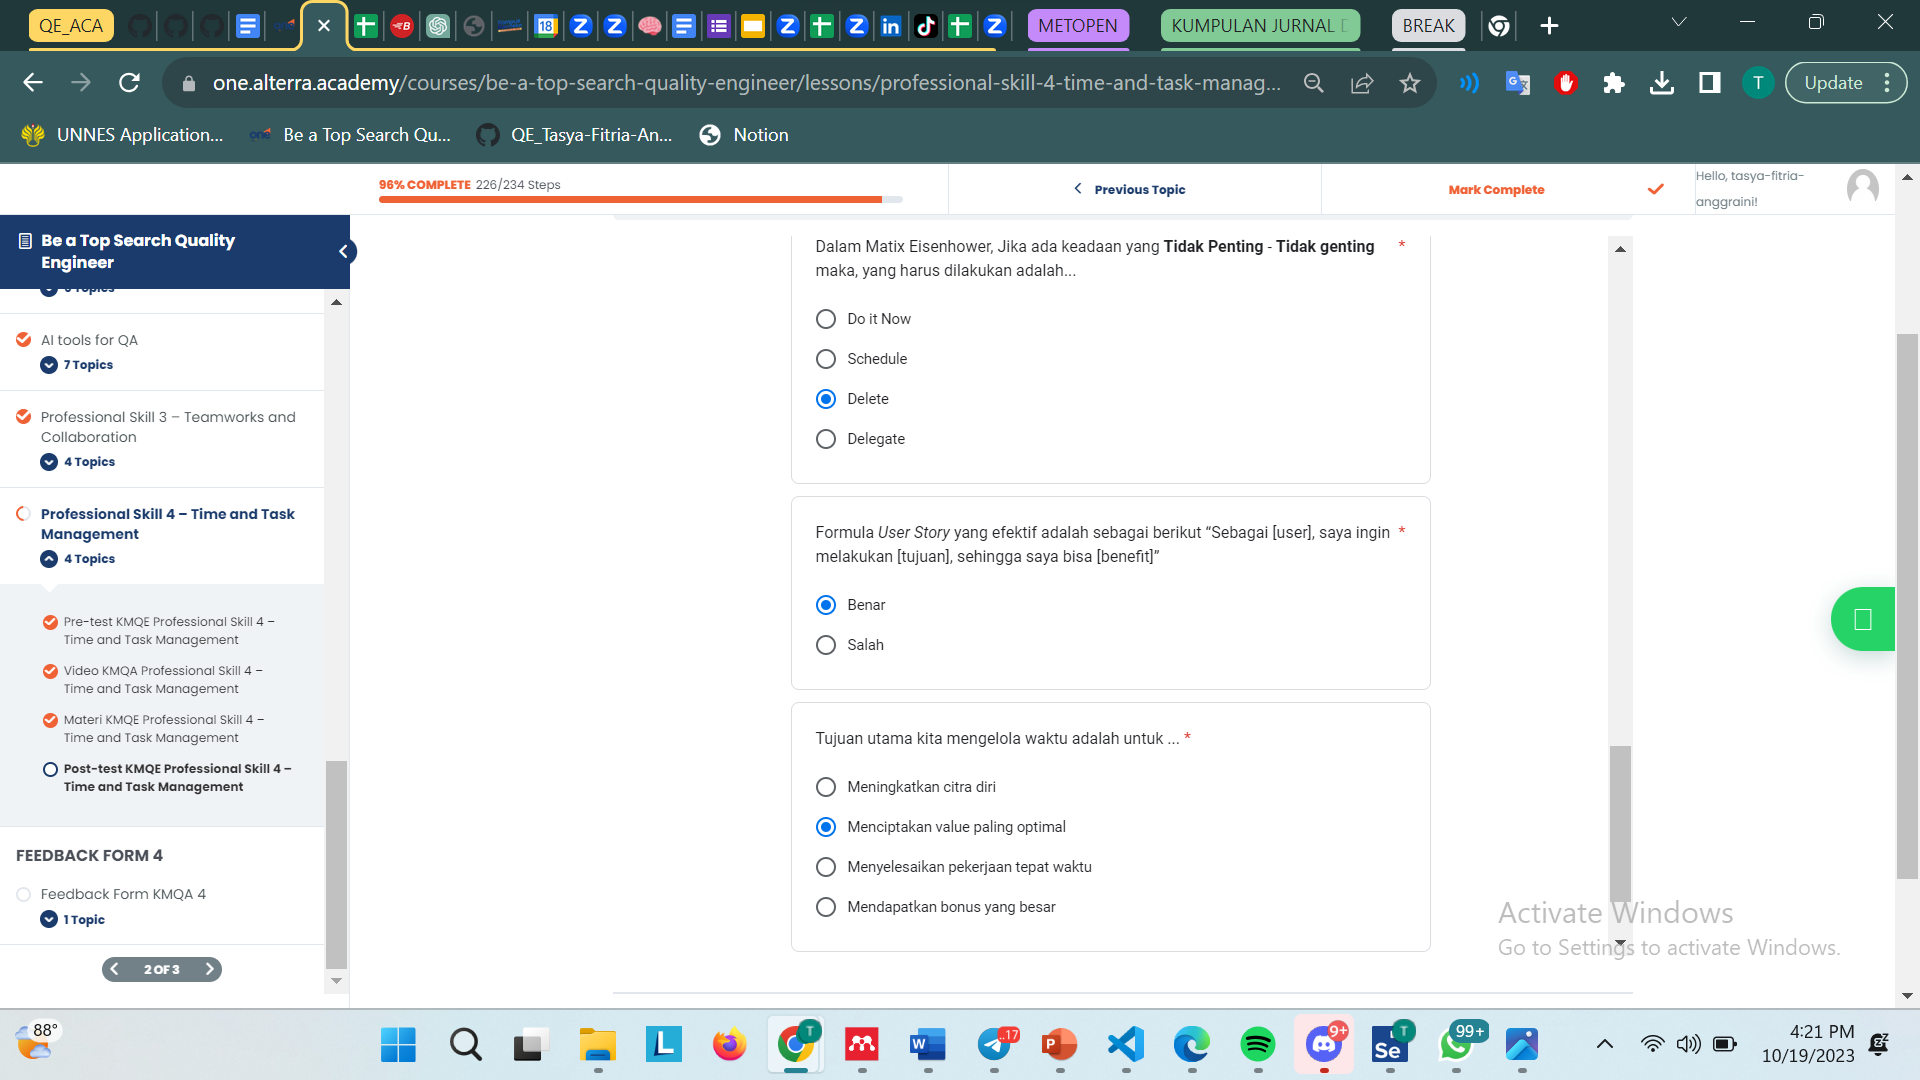 QE_ACA
METOPEN
KUMPULAN JURNAL
BREAK
one.alterra.academy/courses/be-a-top-search-quality-engineer/lessons/professional-skill-4-time-and-task-manag...
T
Update
UNNES Application...
one
Be a Top Search Qu...
QE_Tasya-Fitria-An...
Notion
96% COMPLETE 226/234 Steps
Previous Topic
Mark Complete
Hello, tasya-fitria-
anggraini!
Be a Top Search Quality
Engineer
AI tools for QA
7 Topics
Professional Skill 3 – Teamworks and
Collaboration
4 Topics
Professional Skill 4 – Time and Task
Management
4 Topics
Pre-test KMQE Professional Skill 4 –
Time and Task Management
Video KMQA Professional Skill 4 –
Time and Task Management
Materi KMQE Professional Skill 4 –
Time and Task Management
Post-test KMQE Professional Skill 4 –
Time and Task Management
FEEDBACK FORM 4
Feedback Form KMQA 4
1 Topic
2 OF 3
Dalam Matix Eisenhower, Jika ada keadaan yang Tidak Penting - Tidak genting *
maka, yang harus dilakukan adalah...
Do it Now
Schedule
Delete
Delegate
Formula User Story yang efektif adalah sebagai berikut “Sebagai [user], saya ingin *
melakukan [tujuan], sehingga saya bisa [benefit]”
Benar
Salah
Tujuan utama kita mengelola waktu adalah untuk ... *
Meningkatkan citra diri
Menciptakan value paling optimal
Menyelesaikan pekerjaan tepat waktu
Mendapatkan bonus yang besar
Activate Windows
Go to Settings to activate Windows.
88°
4:21 PM
10/19/2023